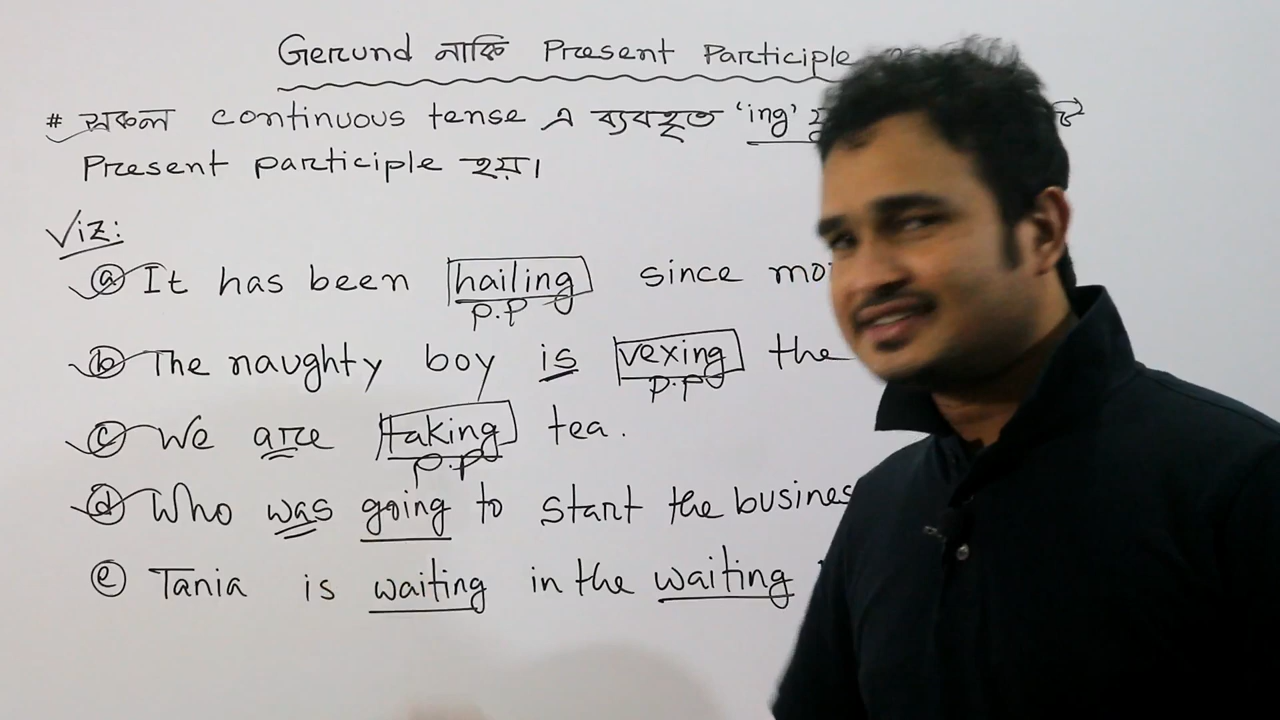 Gerund নাকি Present Participle
# সকল continuous tense এ ব্যবহৃত 'ing'
Present participle হয়।
Viz:
ⓐ It has been hailing since
P.P
ⓑ The naughty boy is vexing the
P.P
ⓒ We are taking tea.
P.P
ⓓ Who was going to start the
ⓔ Tania is waiting in the waiting